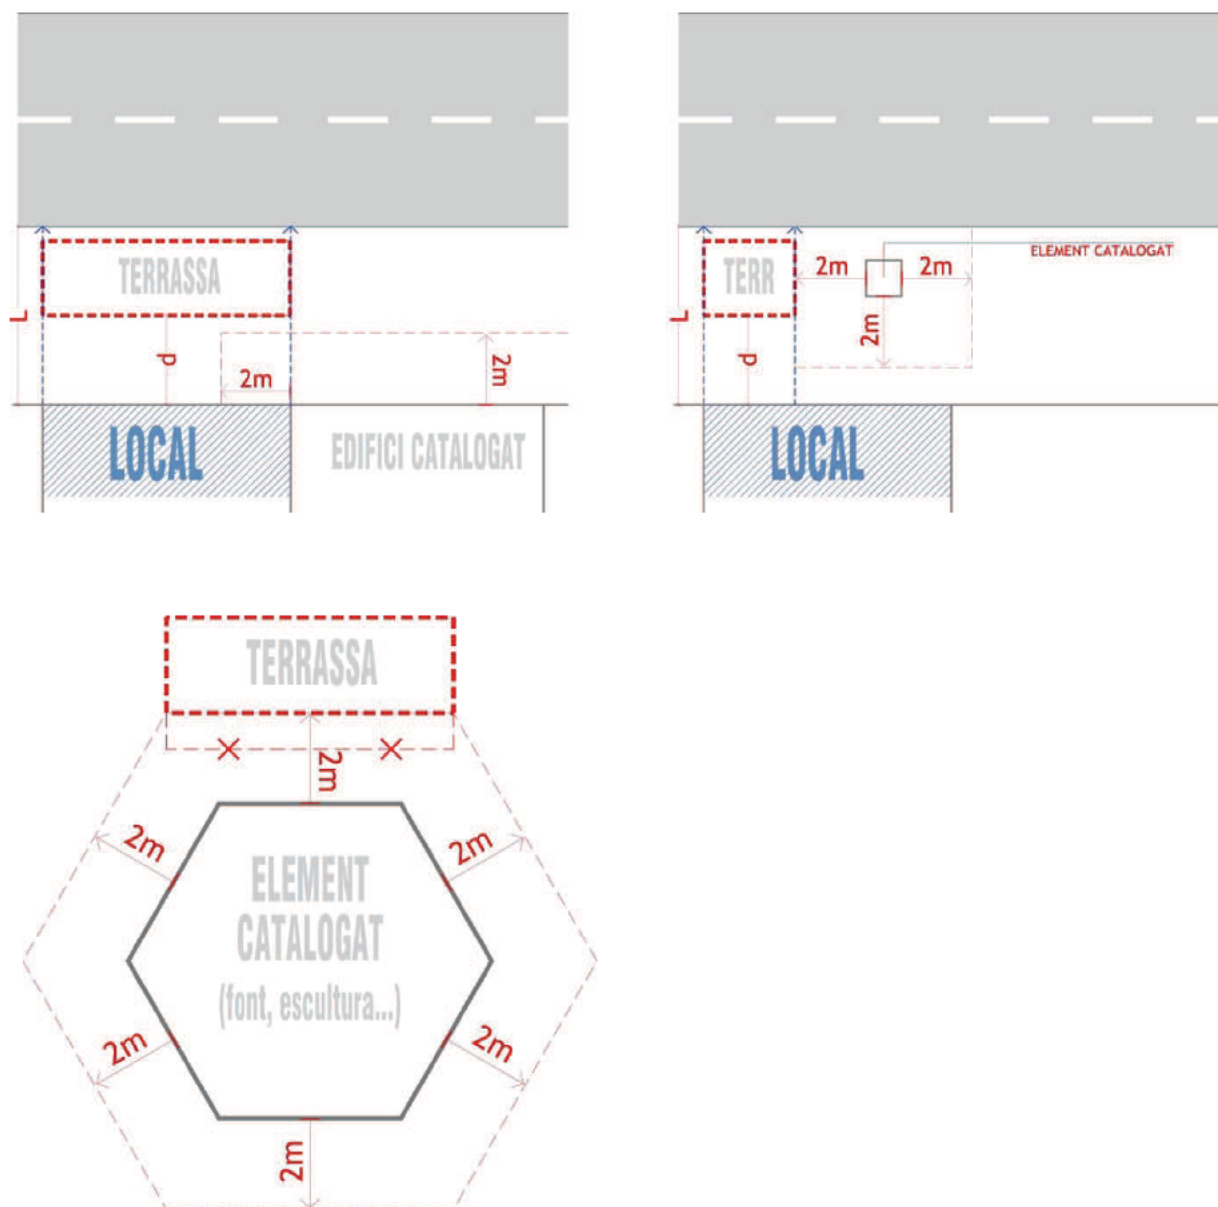 TERRASSA
L
d
2m
2m
LOCAL
EDIFICI CATALOGAT
TERR
2m
2m
ELEMENT CATALOGAT
L
d
2m
LOCAL
TERRASSA
2m
2m
2m
ELEMENT
CATALOGAT
(font, escultura...)
2m
2m
2m